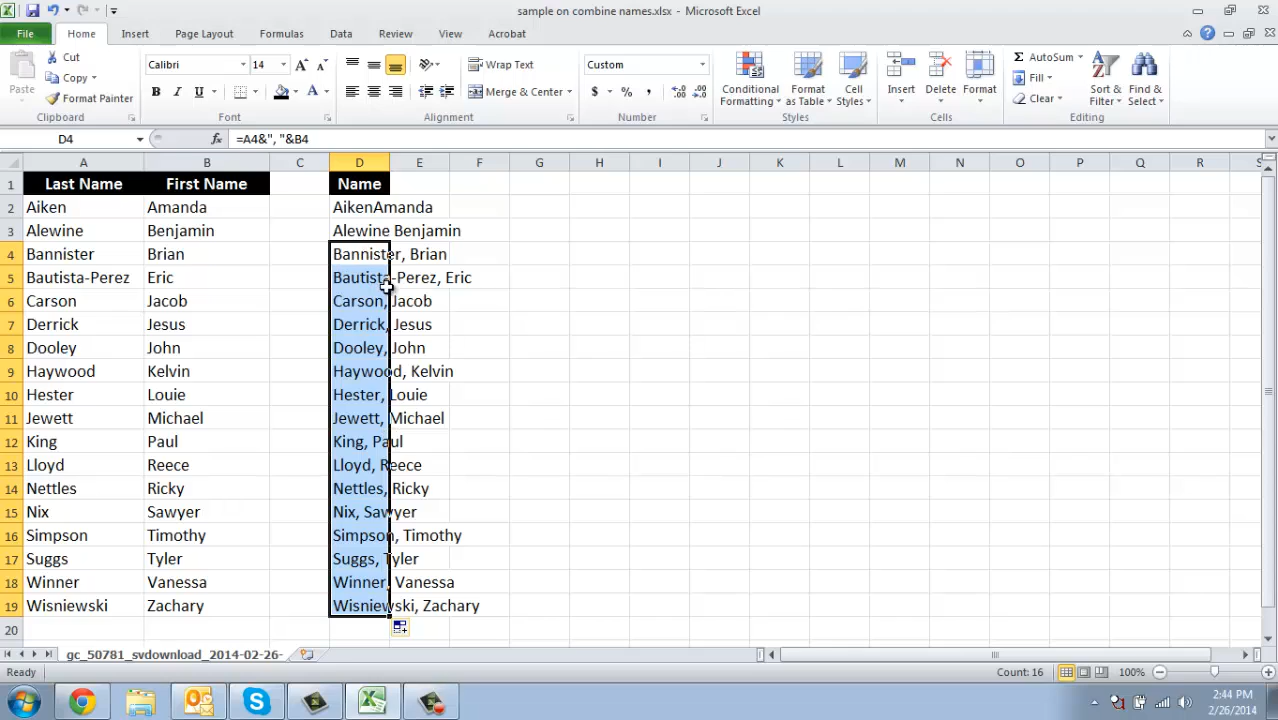 sample on combine names.xlsx - Microsoft Excel
File Home Insert Page Layout Formulas Data Review View Acrobat
Paste Cut Copy Format Painter Clipboard
Calibri 14 A A B I U A Font
Wrap Text Merge & Center Alignment
Custom $ % , .0 .00 .00 .0 Number
Conditional Formatting Format as Table Cell Styles Styles
Insert Delete Format Cells
Σ AutoSum Fill Clear Sort & Filter Find & Select Editing
D4 fx =A4&", "&B4
A B C D E F G H I J K L M N O P Q R S
1 Last Name First Name Name
2 Aiken Amanda AikenAmanda
3 Alewine Benjamin Alewine Benjamin
4 Bannister Brian Bannister, Brian
5 Bautista-Perez Eric Bautista-Perez, Eric
6 Carson Jacob Carson, Jacob
7 Derrick Jesus Derrick, Jesus
8 Dooley John Dooley, John
9 Haywood Kelvin Haywood, Kelvin
10 Hester Louie Hester, Louie
11 Jewett Michael Jewett, Michael
12 King Paul King, Paul
13 Lloyd Reece Lloyd, Reece
14 Nettles Ricky Nettles, Ricky
15 Nix Sawyer Nix, Sawyer
16 Simpson Timothy Simpson, Timothy
17 Suggs Tyler Suggs, Tyler
18 Winner Vanessa Winner, Vanessa
19 Wisniewski Zachary Wisniewski, Zachary
20
gc_50781_svdownload_2014-02-26-
Ready Count: 16 100%
2:44 PM
2/26/2014